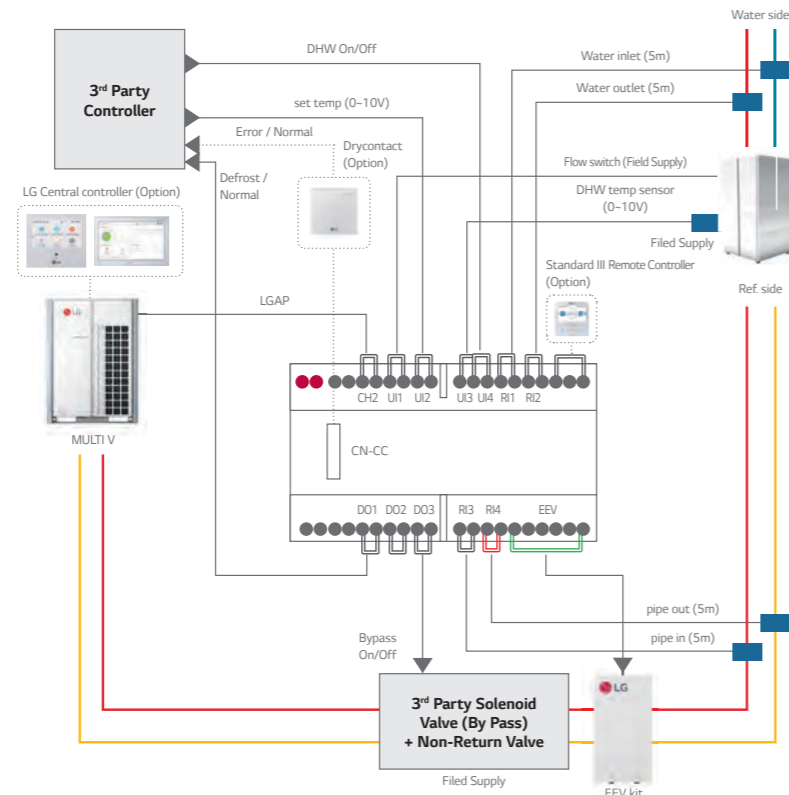 Water side
DHW On/Off
Water inlet (5m)
3rd Party
Controller
Water outlet (5m)
set temp (0~10V)
Error / Normal
Drycontact
(Option)
Defrost /
Normal
Flow switch (Field Supply)
LG Central controller (Option)
DHW temp sensor
(0~10V)
Filed Supply
Standard III Remote Controller
(Option)
Ref. side
LGAP
LG
CH2 UI1 UI2 UI3 UI4 RI1 RI2
MULTI V
CN-CC
DO1 DO2 DO3 RI3 RI4 EEV
pipe out (5m)
Bypass
On/Off
pipe in (5m)
LG
3rd Party Solenoid
Valve (By Pass)
+ Non-Return Valve
Filed Supply
EEV kit